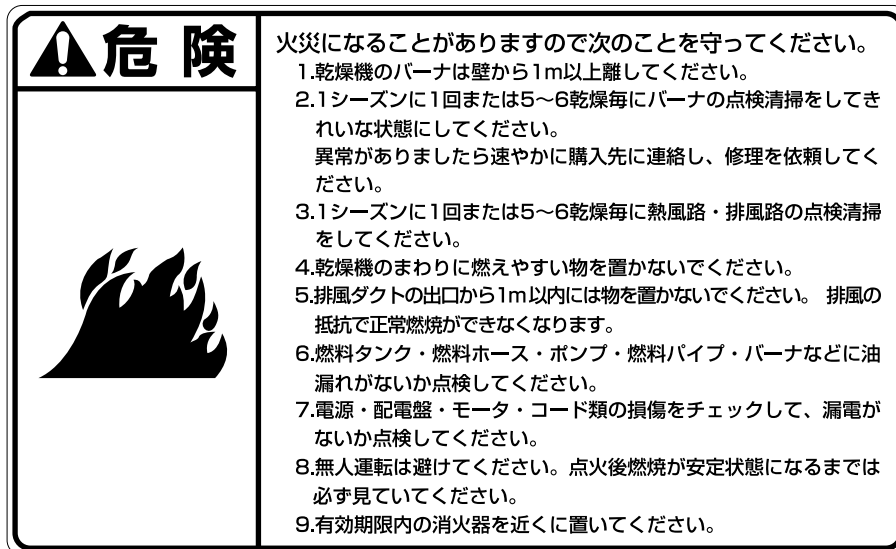 危険
火災になることがありますので次のことを守ってください。
1.乾燥機のバーナは壁から1m以上離してください。
2.1シーズンに1回または5～6乾燥毎にバーナの点検清掃をしてき
れいな状態にしてください。
異常がありましたら速やかに購入先に連絡し、修理を依頼してく
ださい。
3.1シーズンに1回または5～6乾燥毎に熱風路・排風路の点検清掃
をしてください。
4.乾燥機のまわりに燃えやすい物を置かないでください。
5.排風ダクトの出口から1m以内には物を置かないでください。 排風の
抵抗で正常燃焼ができなくなります。
6.燃料タンク・燃料ホース・ポンプ・燃料パイプ・バーナなどに油
漏れがないか点検してください。
7.電源・配電盤・モータ・コード類の損傷をチェックして、漏電が
ないか点検してください。
8.無人運転は避けてください。点火後燃焼が安定状態になるまでは
必ず見ていてください。
9.有効期限内の消火器を近くに置いてください。